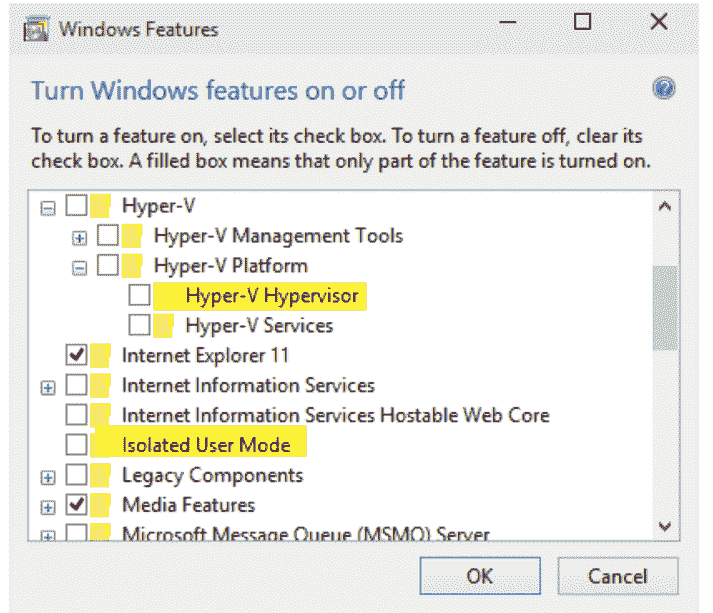 Windows Features
Turn Windows features on or off
To turn a feature on, select its check box. To turn a feature off, clear its
check box. A filled box means that only part of the feature is turned on.
Hyper-V
Hyper-V Management Tools
Hyper-V Platform
Hyper-V Hypervisor
Hyper-V Services
Internet Explorer 11
Internet Information Services
Internet Information Services Hostable Web Core
Isolated User Mode
Legacy Components
Media Features
Microsoft Message Queue (MSMQ) Server
OK
Cancel